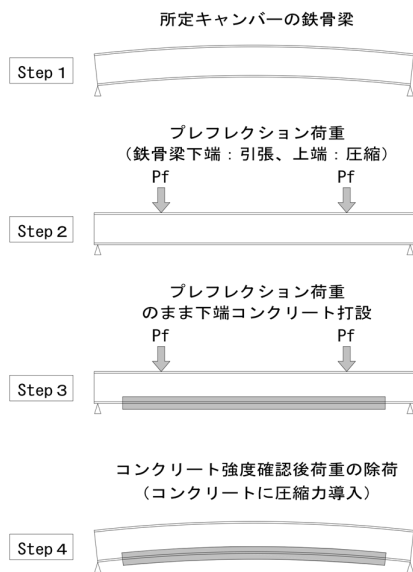 所定キャンバーの鉄骨梁
Step 1
プレフレクション荷重
(鉄骨梁下端：引張、上端：圧縮)
Pf Pf
Step 2
プレフレクション荷重
のまま下端コンクリート打設
Pf Pf
Step 3
コンクリート強度確認後荷重の除荷
(コンクリートに圧縮力導入)
Step 4